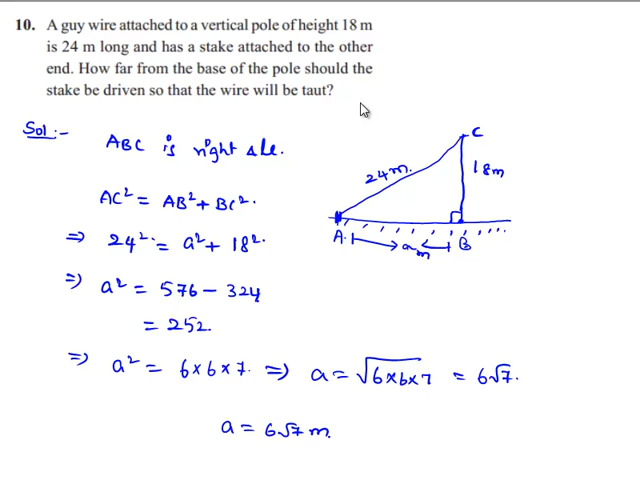 10. A guy wire attached to a vertical pole of height 18 m
is 24 m long and has a stake attached to the other
end. How far from the base of the pole should the
stake be driven so that the wire will be taut?
Sol:-
ABC is right △le.
AC² = AB² + BC².
⇒ 24² = a² + 18².
⇒ a² = 576 - 324
= 252.
⇒ a² = 6×6×7. ⇒ a = √6×6×7 = 6√7.
a = 6√7 m.
C
24m.
18m
A
B
a m